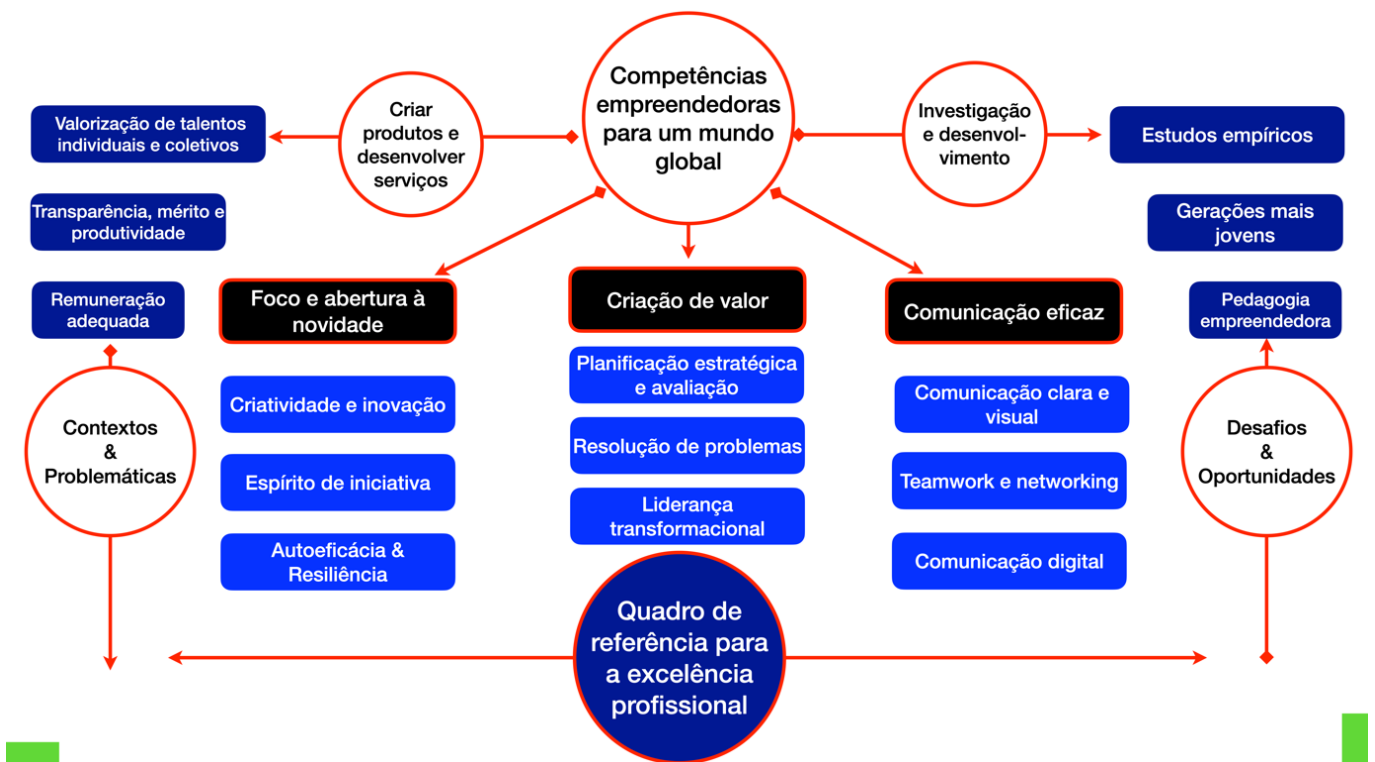 Competências
empreendedoras
para um mundo
global
Criar
produtos e
desenvolver
serviços
Investigação
e desenvol-
vimento
Valorização de talentos
individuais e coletivos
Estudos empíricos
Transparência, mérito e
produtividade
Gerações mais
jovens
Remuneração
adequada
Foco e abertura à
novidade
Criação de valor
Comunicação eficaz
Pedagogia
empreendedora
Contextos
&
Problemáticas
Criatividade e inovação
Espírito de iniciativa
Autoeficácia &
Resiliência
Planificação estratégica
e avaliação
Resolução de problemas
Liderança
transformacional
Comunicação clara e
visual
Teamwork e networking
Comunicação digital
Desafios
&
Oportunidades
Quadro de
referência para
a excelência
profissional